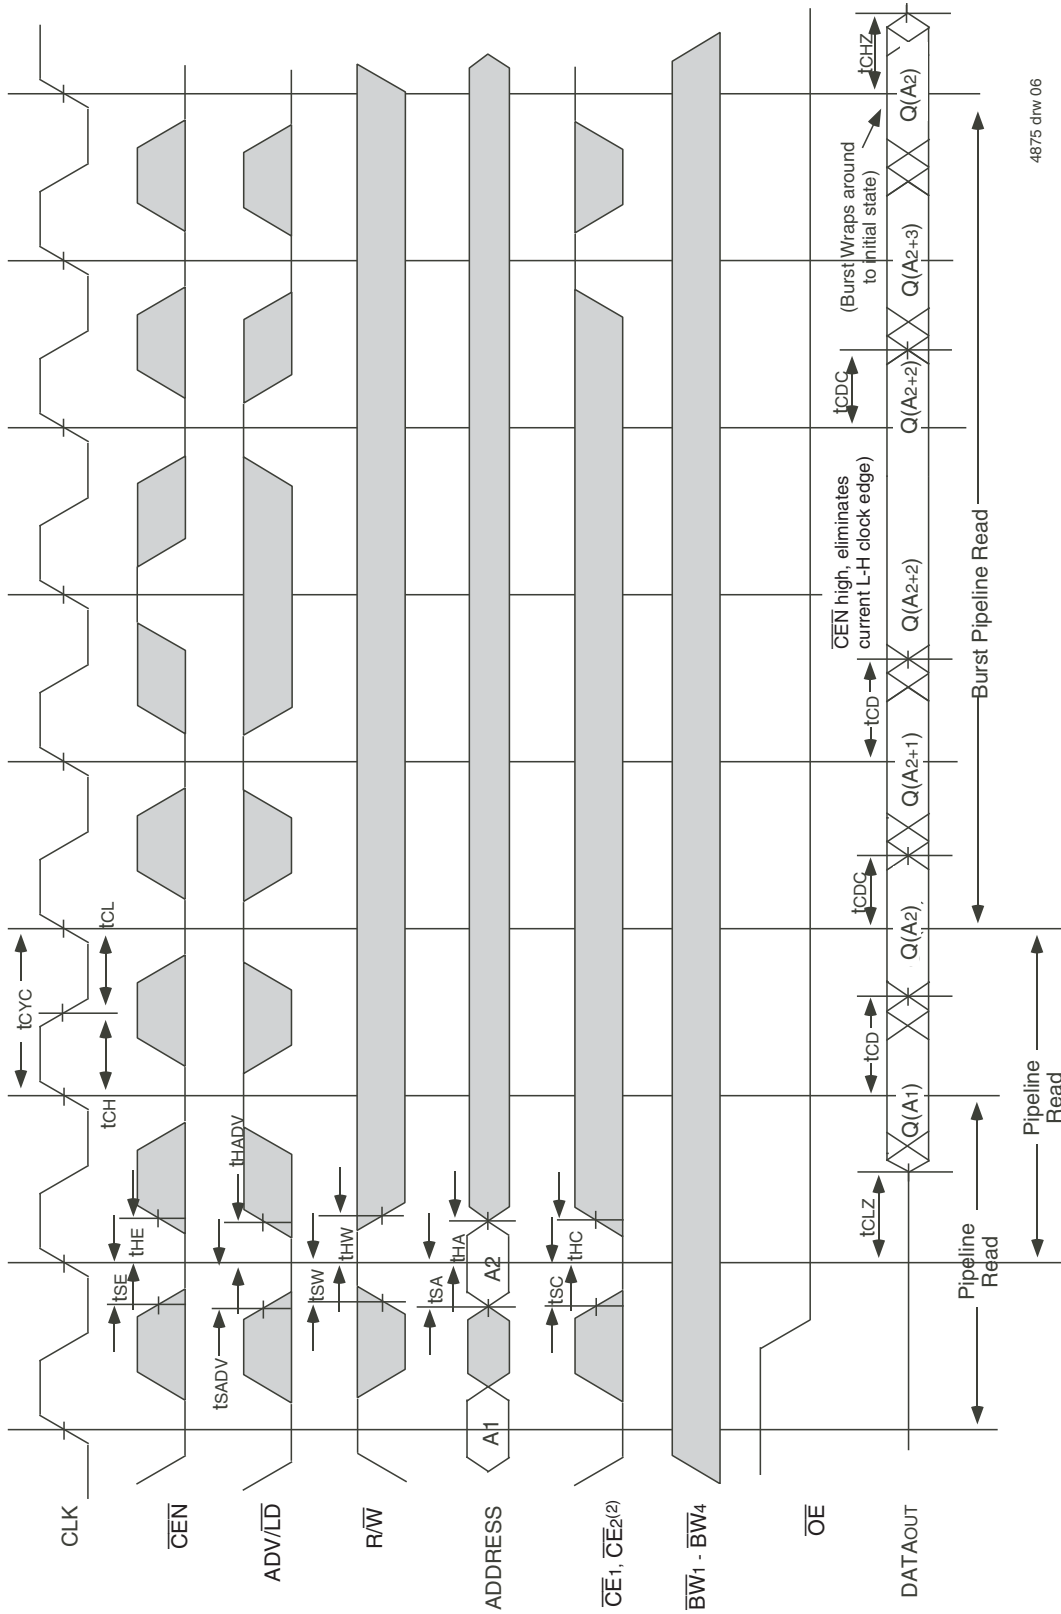 CLK
tCYC
tCH
tCL
CEN
tSE
tHE
ADV/LD
tSADV
tHADV
R/W
tSW
tHW
ADDRESS
A1
tSA
tHA
A2
CE1, CE2(2)
tSC
tHC
BW1 - BW4
OE
CEN high, eliminates
current L-H clock edge)
(Burst Wraps around
to initial state)
tCLZ
tCD
tCDC
tCD
tCDC
tCHZ
DATAOUT
Q(A1)
Q(A2)
Q(A2+1)
Q(A2+2)
Q(A2+2)
Q(A2+3)
Q(A2)
Pipeline
Read
Pipeline
Read
Burst Pipeline Read
4875 drw 06